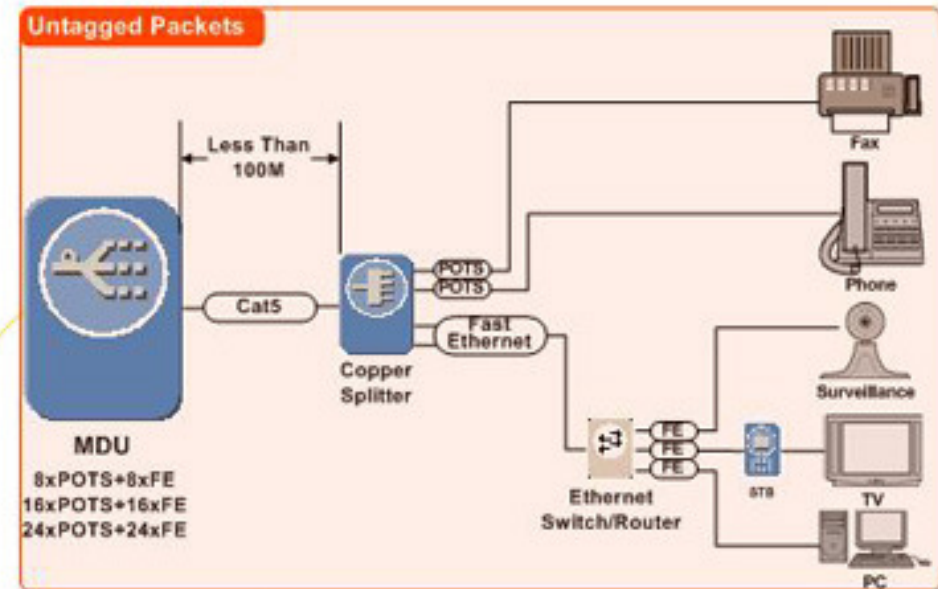 Untagged Packets
Less Than
100M
Cat5
MDU
8xPOTS+8xFE
16xPOTS+16xFE
24xPOTS+24xFE
Copper
Splitter
POTS
POTS
Fast
Ethernet
Ethernet
Switch/Router
FE
FE
FE
STB
Fax
Phone
Surveillance
TV
PC